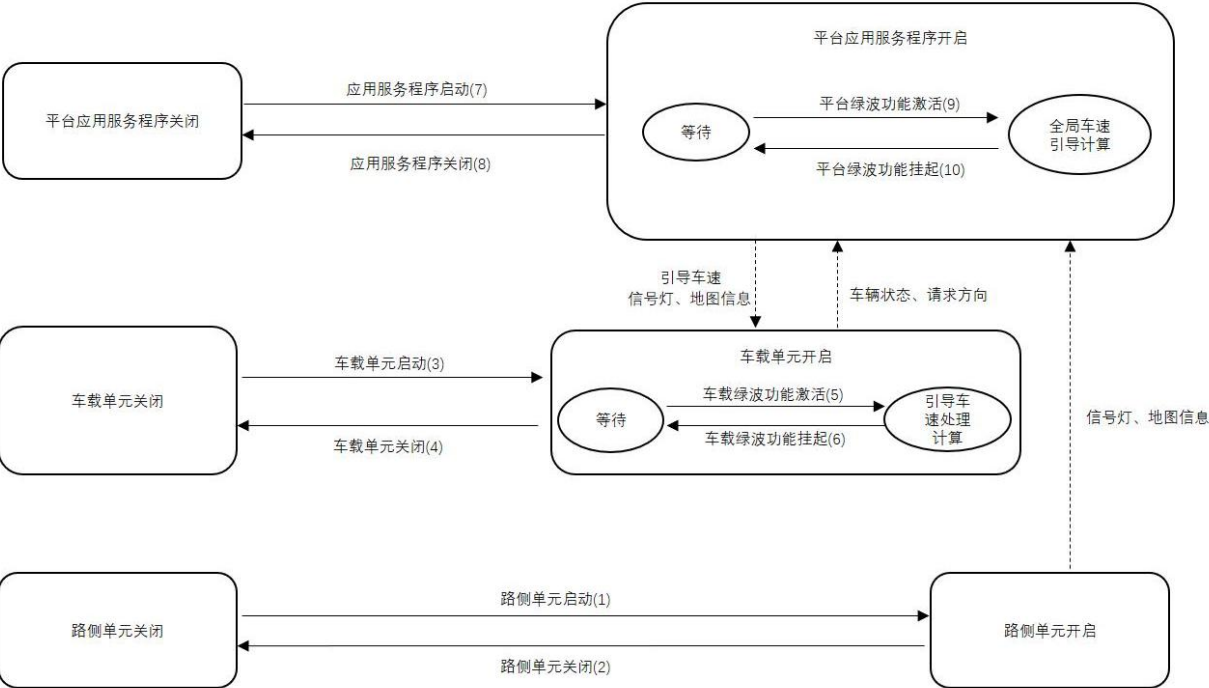 平台应用服务程序开启
应用服务程序启动(7)
平台应用服务程序关闭
应用服务程序关闭(8)
等待
平台绿波功能激活(9)
平台绿波功能挂起(10)
全局车速
引导计算
引导车速
信号灯、地图信息
车辆状态、请求方向
车载单元开启
车载单元启动(3)
车载单元关闭
车载单元关闭(4)
等待
车载绿波功能激活(5)
车载绿波功能挂起(6)
引导车
速处理
计算
信号灯、地图信息
路侧单元启动(1)
路侧单元关闭
路侧单元关闭(2)
路侧单元开启